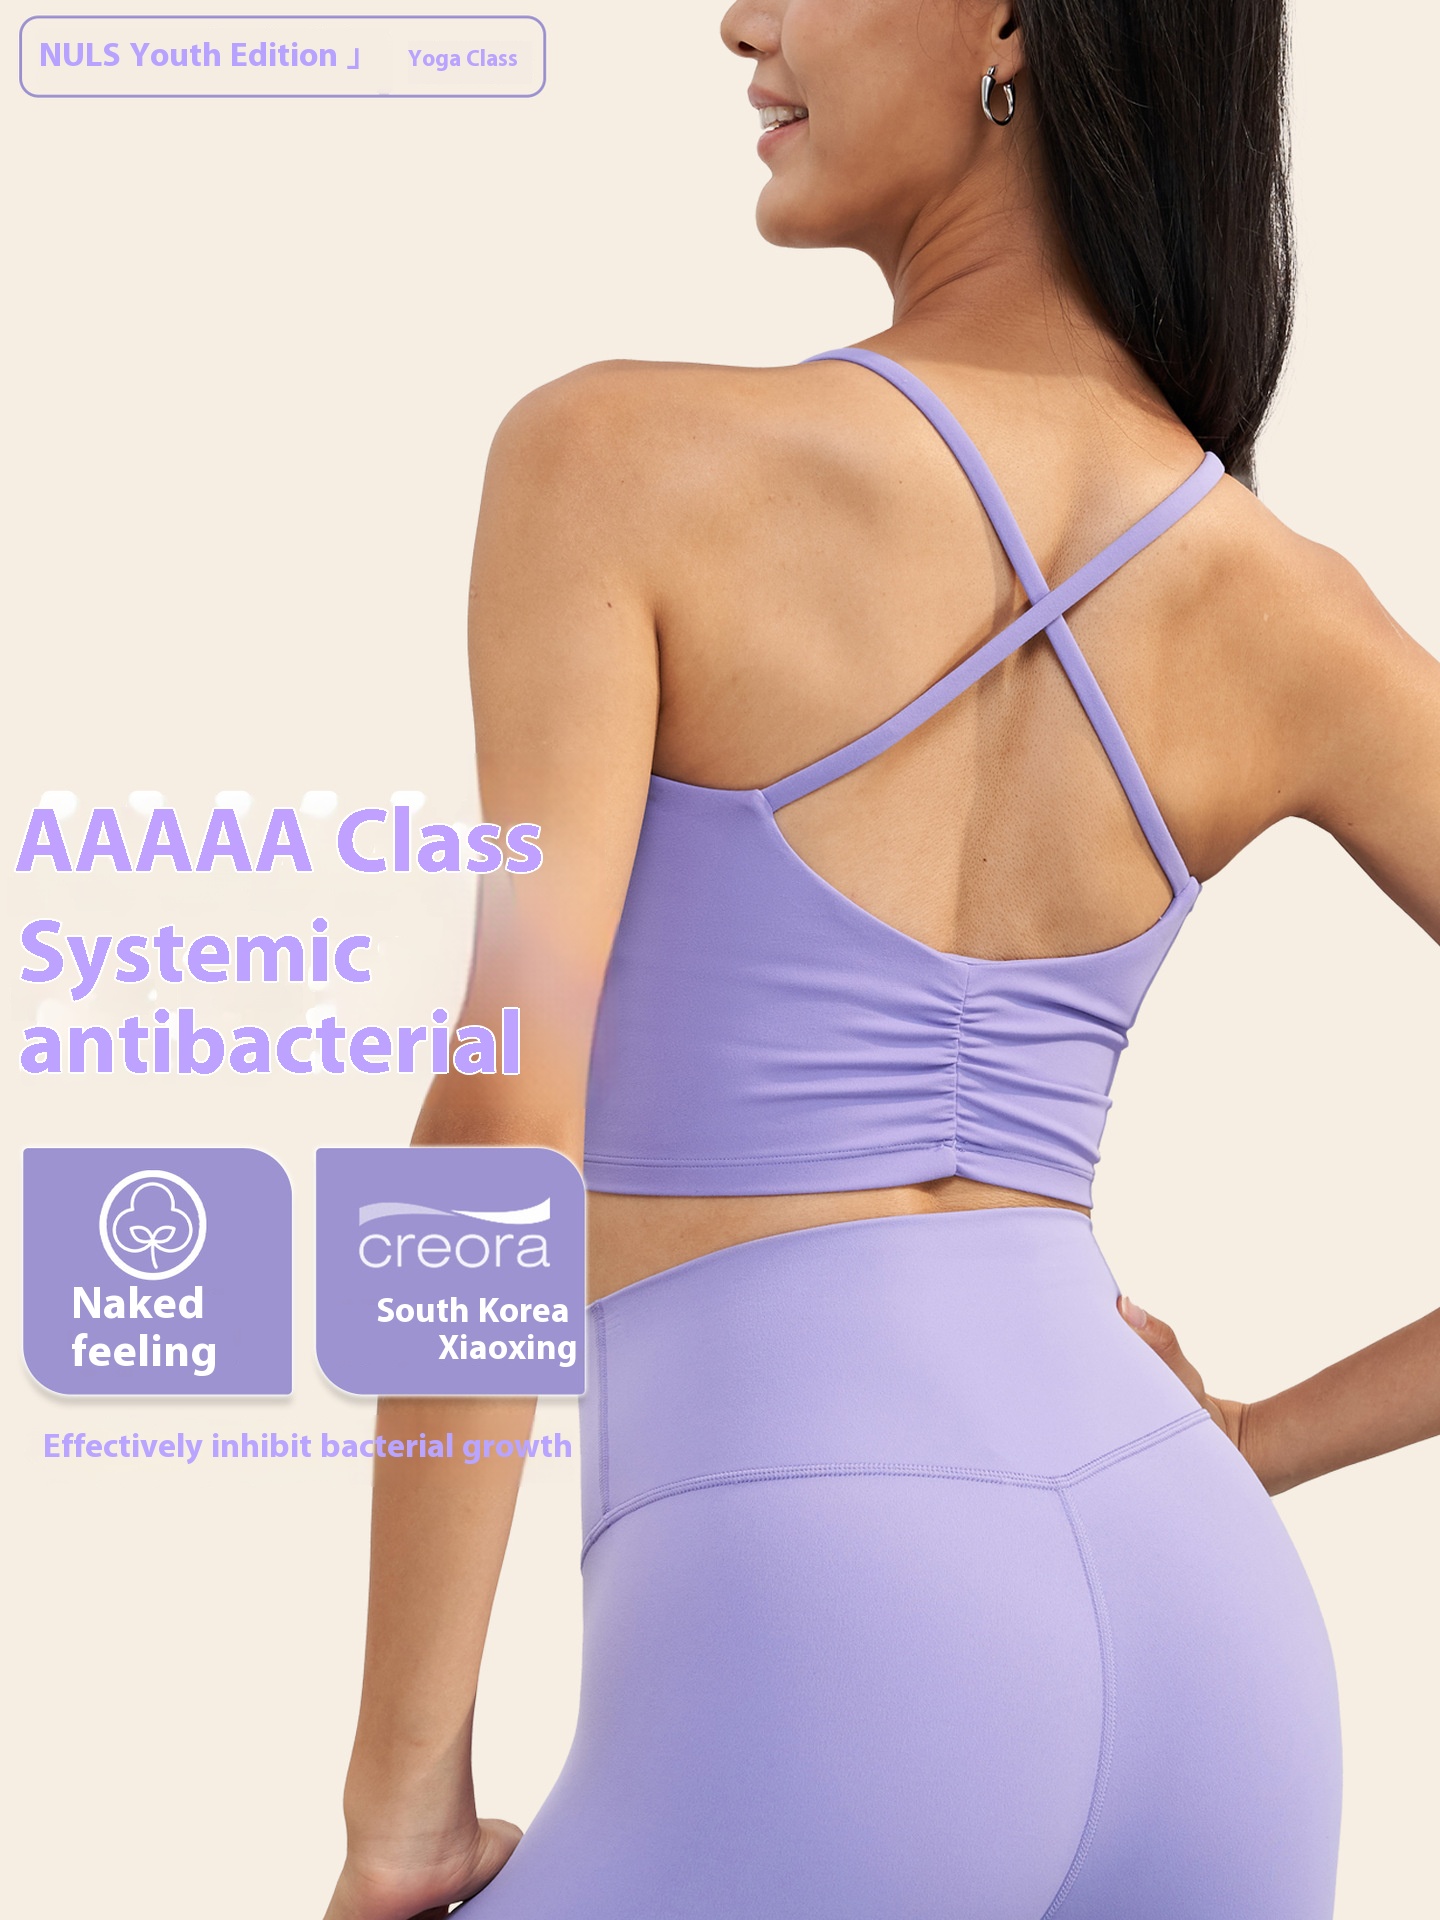 NULS Youth Edition 」 Yoga Class
AAAAA Class
Systemic
antibacterial
Naked
feeling
creora
South Korea
Xiaoxing
Effectively inhibit bacterial growth